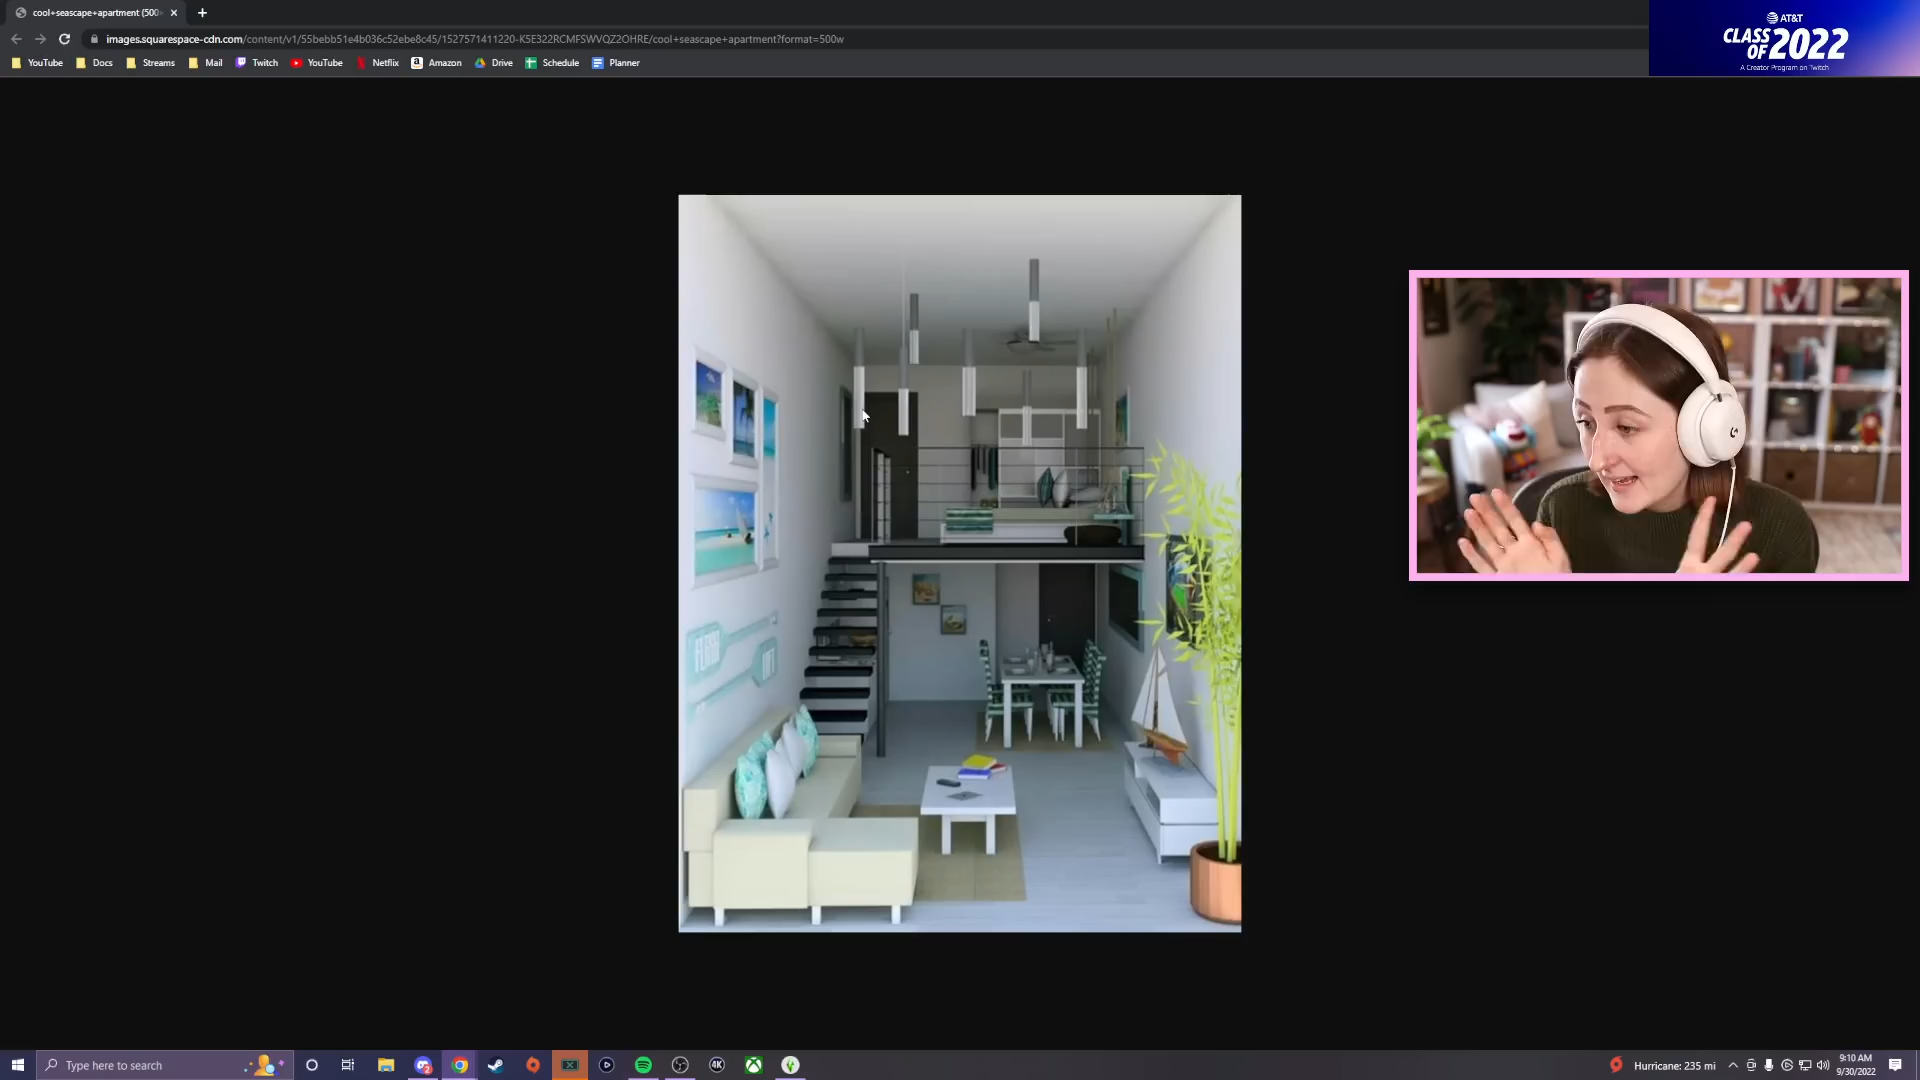 cool+seascape+apartment (500
images.squarespace-cdn.com/content/v1/55bebb51e4b036c52ebe8c45/1527571411220-K5E322RCMFSWVQZ2OHRE/cool+seascape+apartment?format=500w
YouTube Docs Streams Mail Twitch YouTube Netflix Amazon Drive Schedule Planner
AT&T
CLASS
OF 2022
A Creator Program on Twitch
Type here to search
2
4K
Hurricane: 235 mi
9:10 AM
9/30/2022